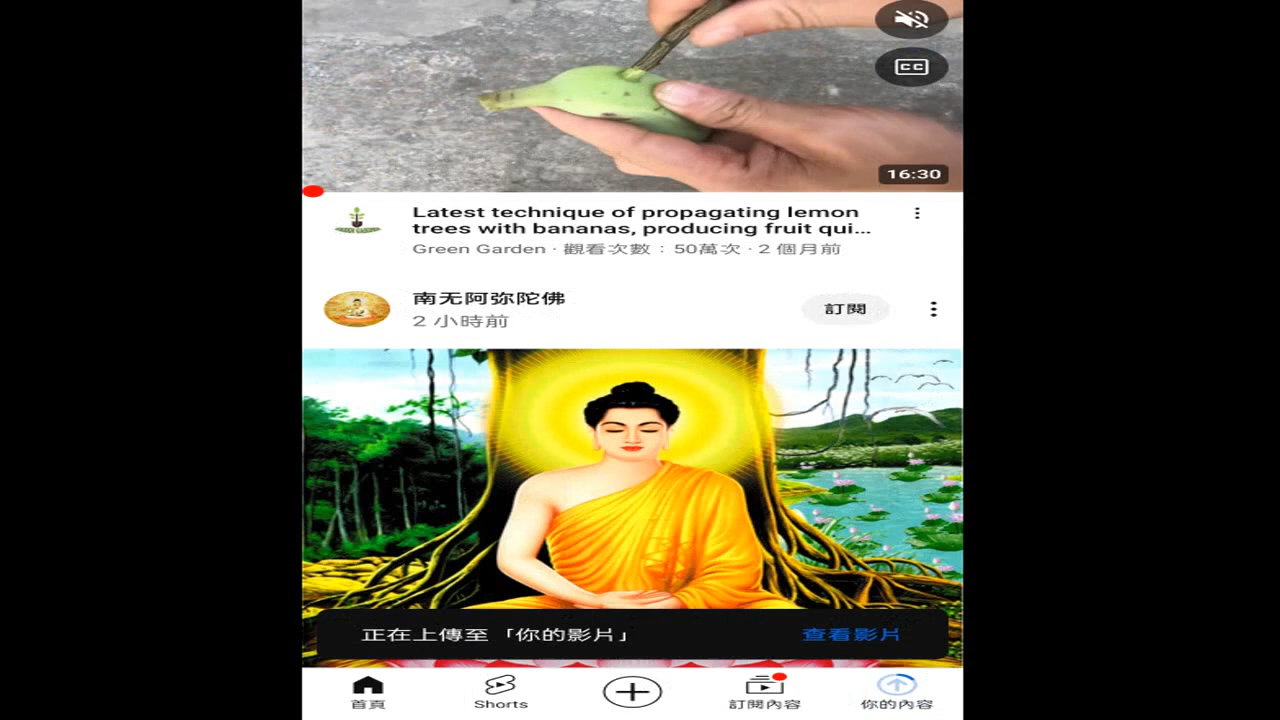 CC
16:30
Latest technique of propagating lemon
trees with bananas, producing fruit qui...
Green Garden · 觀看次數：50萬次 · 2 個月前
GREEN GARDEN
南无阿弥陀佛
訂閱
2 小時前
正在上傳至「你的影片」
查看影片
首頁
Shorts
訂閱內容
你的內容